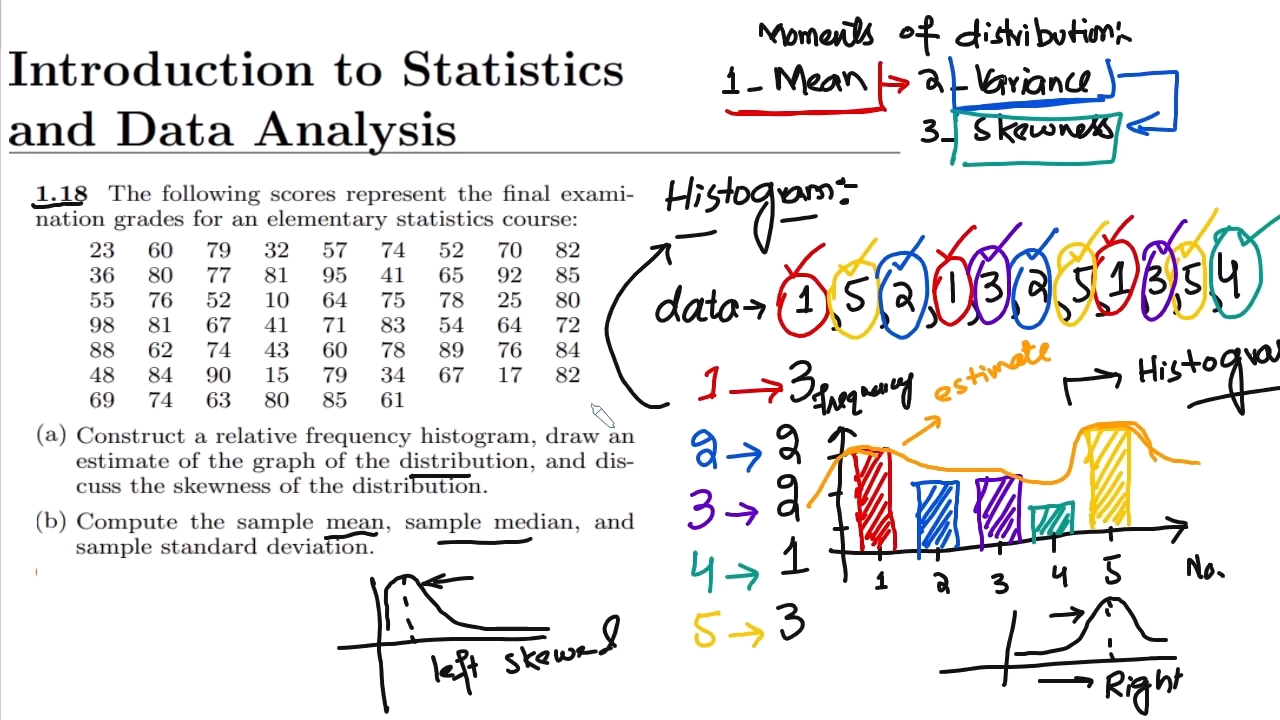 Introduction to Statistics
and Data Analysis
1.18 The following scores represent the final exami-
nation grades for an elementary statistics course:
23 60 79 32 57 74 52 70 82
36 80 77 81 95 41 65 92 85
55 76 52 10 64 75 78 25 80
98 81 67 41 71 83 54 64 72
88 62 74 43 60 78 89 76 84
48 84 90 15 79 34 67 17 82
69 74 63 80 85 61
(a) Construct a relative frequency histogram, draw an
estimate of the graph of the distribution, and dis-
cuss the skewness of the distribution.
(b) Compute the sample mean, sample median, and
sample standard deviation.
left skewed
Moments of distribution:
1- Mean → 2- Variance
3- Skewness
Histogram:
data → 1, 5, 2, 1, 3, 2, 5, 1, 3, 5, 4
1 → 3
2 → 2
3 → 2
4 → 1
5 → 3
frequency
estimate
Histogra
1 2 3 4 5 No.
Right